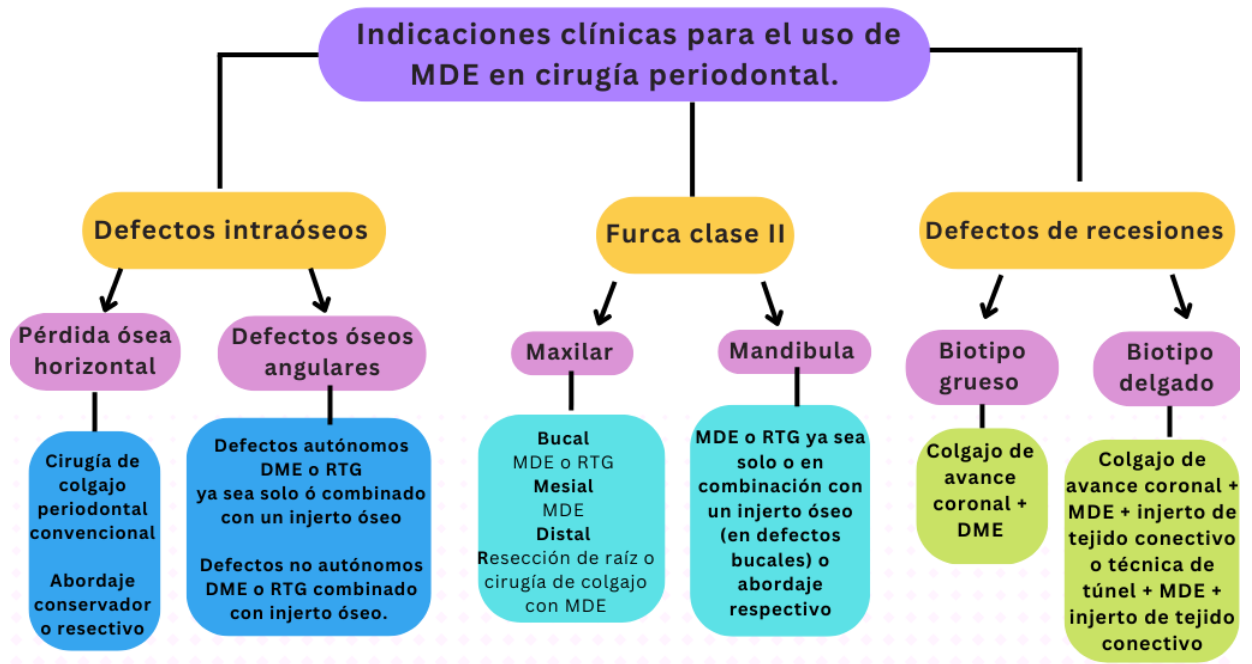 Indicaciones clínicas para el uso de
MDE en cirugía periodontal.
Defectos intraóseos
Furca clase II
Defectos de recesiones
Pérdida ósea
horizontal
Defectos óseos
angulares
Maxilar
Mandibula
Biotipo
grueso
Biotipo
delgado
Cirugía de
colgajo
periodontal
convencional
Abordaje
conservador
o resectivo
Defectos autónomos
DME o RTG
ya sea solo ó combinado
con un injerto óseo
Defectos no autónomos
DME o RTG combinado
con injerto óseo.
Bucal
MDE o RTG
Mesial
MDE
Distal
Resección de raíz o
cirugía de colgajo
con MDE
MDE o RTG ya sea
solo o en
combinación con
un injerto óseo
(en defectos
bucales) o
abordaje
respectivo
Colgajo de
avance
coronal +
DME
Colgajo de
avance coronal +
MDE + injerto de
tejido conectivo
o técnica de
túnel + MDE +
injerto de tejido
conectivo